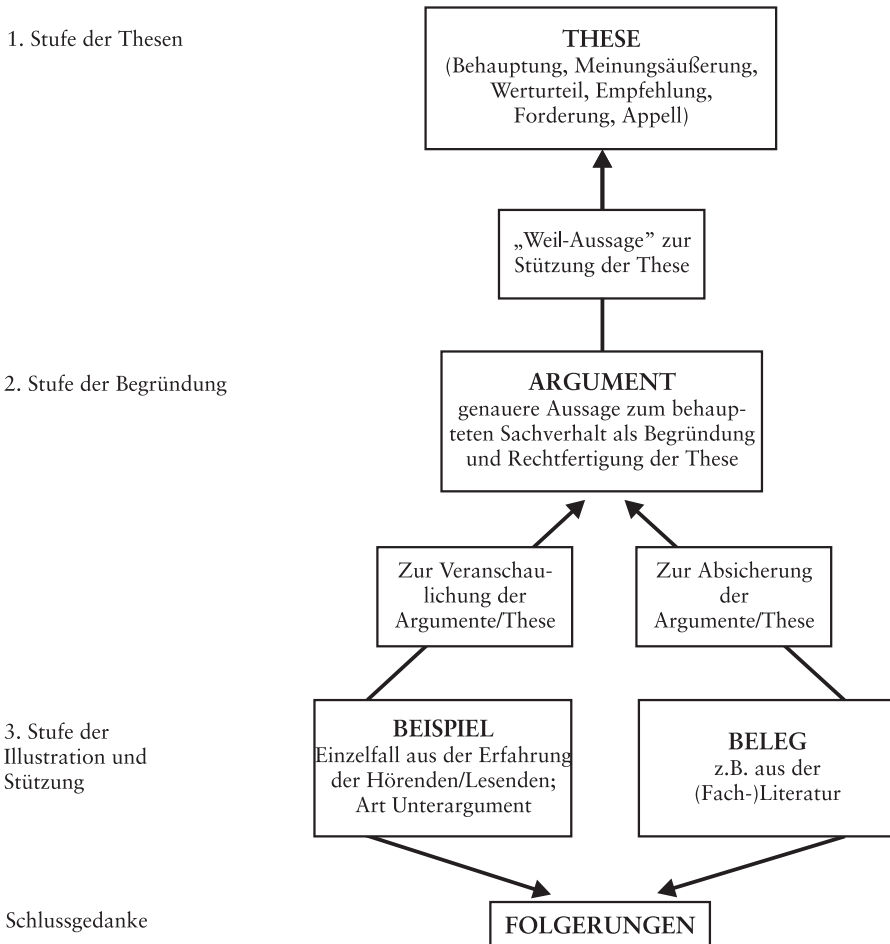 1. Stufe der Thesen
THESE
(Behauptung, Meinungsäußerung,
Werturteil, Empfehlung,
Forderung, Appell)
„Weil-Aussage” zur
Stützung der These
2. Stufe der Begründung
ARGUMENT
genauere Aussage zum behaup-
teten Sachverhalt als Begründung
und Rechtfertigung der These
Zur Veranschau-
lichung der
Argumente/These
Zur Absicherung
der
Argumente/These
3. Stufe der
Illustration und
Stützung
BEISPIEL
Einzelfall aus der Erfahrung
der Hörenden/Lesenden;
Art Unterargument
BELEG
z.B. aus der
(Fach-)Literatur
Schlussgedanke
FOLGERUNGEN